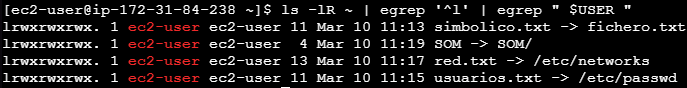 [ec2-user@ip-172-31-84-238 ~]$ ls -lR ~ | egrep '^l' | egrep " $USER "
lrwxrwxrwx. 1 ec2-user ec2-user 11 Mar 10 11:13 simbolico.txt -> fichero.txt
lrwxrwxrwx. 1 ec2-user ec2-user  4 Mar 10 11:19 SOM -> SOM/
lrwxrwxrwx. 1 ec2-user ec2-user 13 Mar 10 11:17 red.txt -> /etc/networks
lrwxrwxrwx. 1 ec2-user ec2-user 11 Mar 10 11:15 usuarios.txt -> /etc/passwd